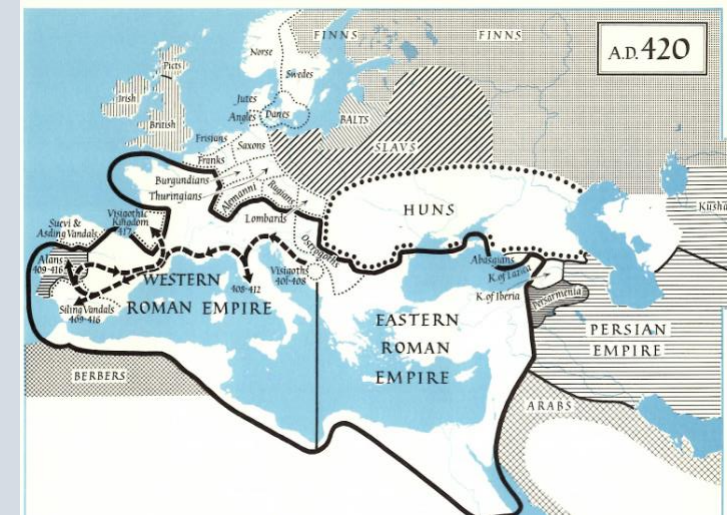 A.D. 420
FINNS
FINNS
Norse
Swedes
Picts
Irish
British
Jutes
Angles
Danes
BALTS
Frisians
Saxons
SLAVS
Franks
Burgundians
Thuringians
Alemanni
Rugians
HUNS
Lombards
Ostrogoths
Suevi &
Asding Vandals
Visigothic
Kingdom
Alans
409-416
Visigoths
401-408
408-412
Siling Vandals
409-416
WESTERN
ROMAN EMPIRE
Abasgians
K. of Lazica
K. of Iberia
Persarmenia
EASTERN
ROMAN
EMPIRE
PERSIAN
EMPIRE
BERBERS
ARABS